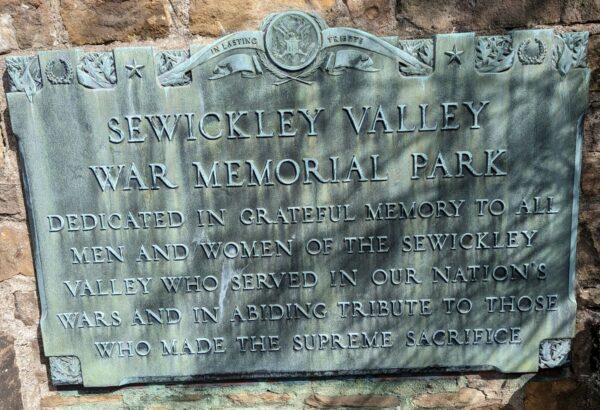 IN LASTING TRIBUTE
SEWICKLEY VALLEY
WAR MEMORIAL PARK
DEDICATED IN GRATEFUL MEMORY TO ALL
MEN AND WOMEN OF THE SEWICKLEY
VALLEY WHO SERVED IN OUR NATION'S
WARS AND IN ABIDING TRIBUTE TO THOSE
WHO MADE THE SUPREME SACRIFICE